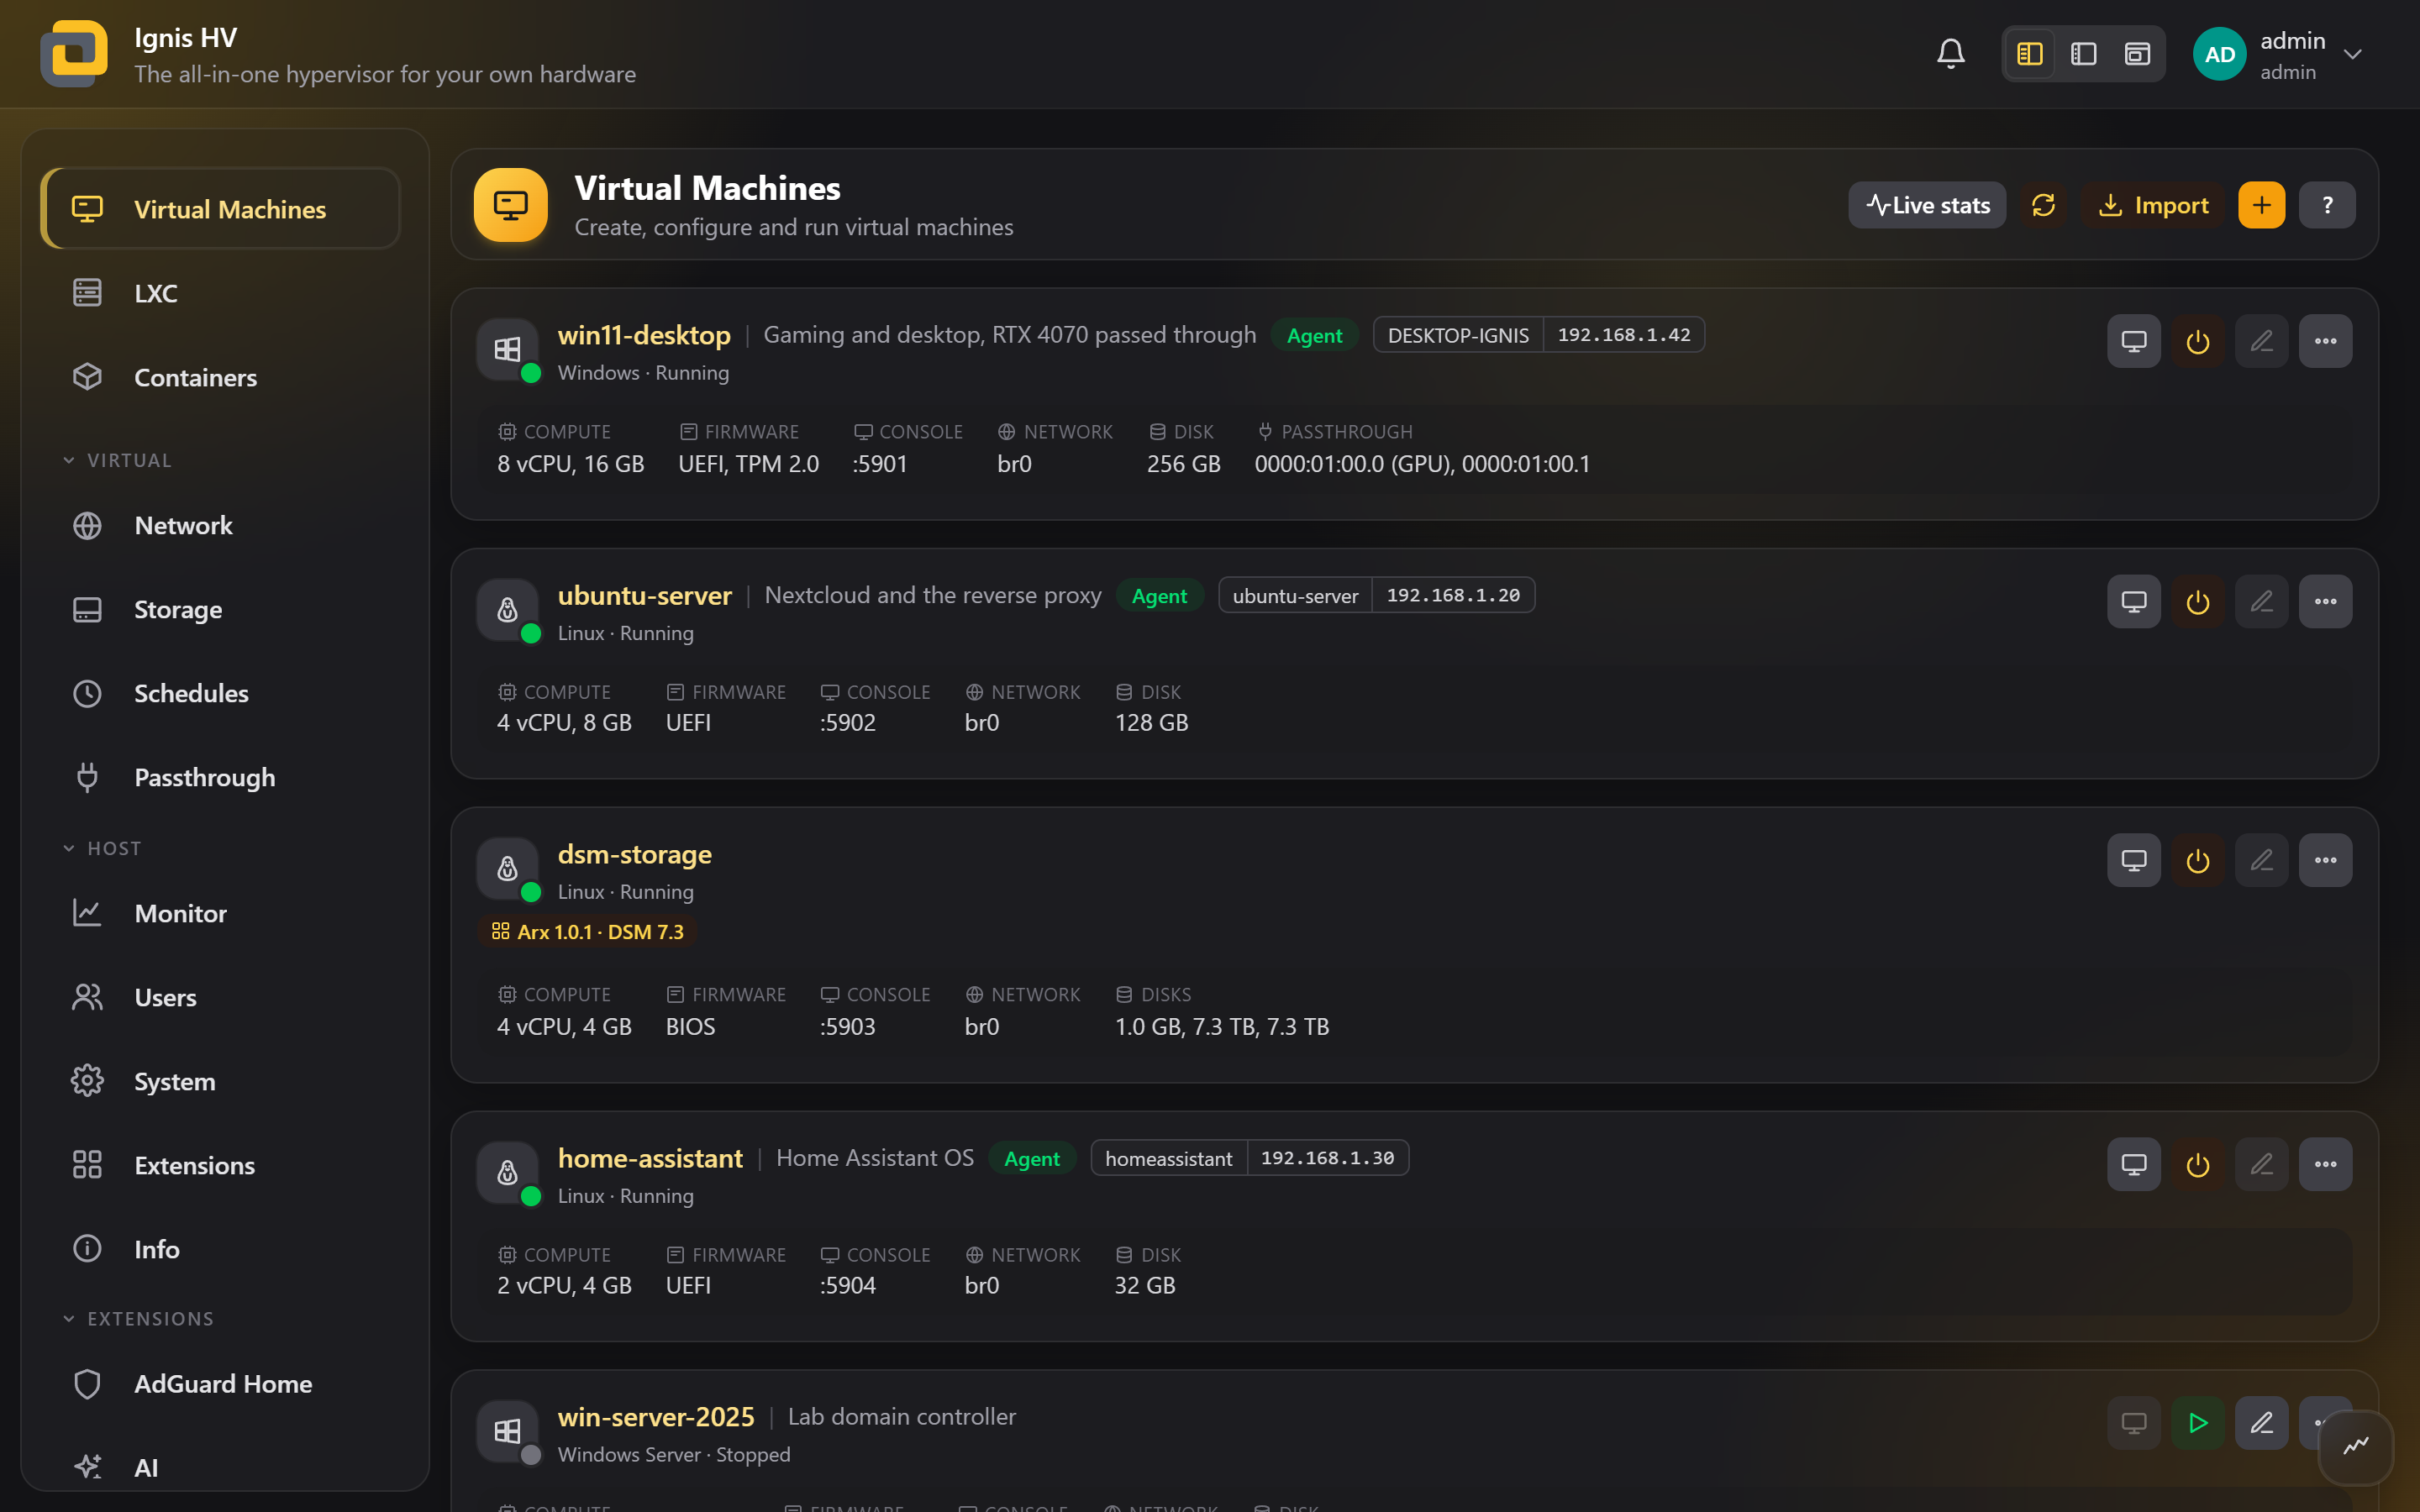 Ignis HV
The all-in-one hypervisor for your own hardware
AD
admin
admin
Virtual Machines
LXC
Containers
VIRTUAL
Network
Storage
Schedules
Passthrough
HOST
Monitor
Users
System
Extensions
Info
EXTENSIONS
AdGuard Home
AI
Virtual Machines
Create, configure and run virtual machines
Live stats
Import
?
win11-desktop | Gaming and desktop, RTX 4070 passed through Agent DESKTOP-IGNIS 192.168.1.42
Windows · Running
COMPUTE FIRMWARE CONSOLE NETWORK DISK PASSTHROUGH
8 vCPU, 16 GB UEFI, TPM 2.0 :5901 br0 256 GB 0000:01:00.0 (GPU), 0000:01:00.1
ubuntu-server | Nextcloud and the reverse proxy Agent ubuntu-server 192.168.1.20
Linux · Running
COMPUTE FIRMWARE CONSOLE NETWORK DISK
4 vCPU, 8 GB UEFI :5902 br0 128 GB
dsm-storage
Linux · Running
Arx 1.0.1 · DSM 7.3
COMPUTE FIRMWARE CONSOLE NETWORK DISKS
4 vCPU, 4 GB BIOS :5903 br0 1.0 GB, 7.3 TB, 7.3 TB
home-assistant | Home Assistant OS Agent homeassistant 192.168.1.30
Linux · Running
COMPUTE FIRMWARE CONSOLE NETWORK DISK
2 vCPU, 4 GB UEFI :5904 br0 32 GB
win-server-2025 | Lab domain controller
Windows Server · Stopped
COMPUTE FIRMWARE CONSOLE NETWORK DISK